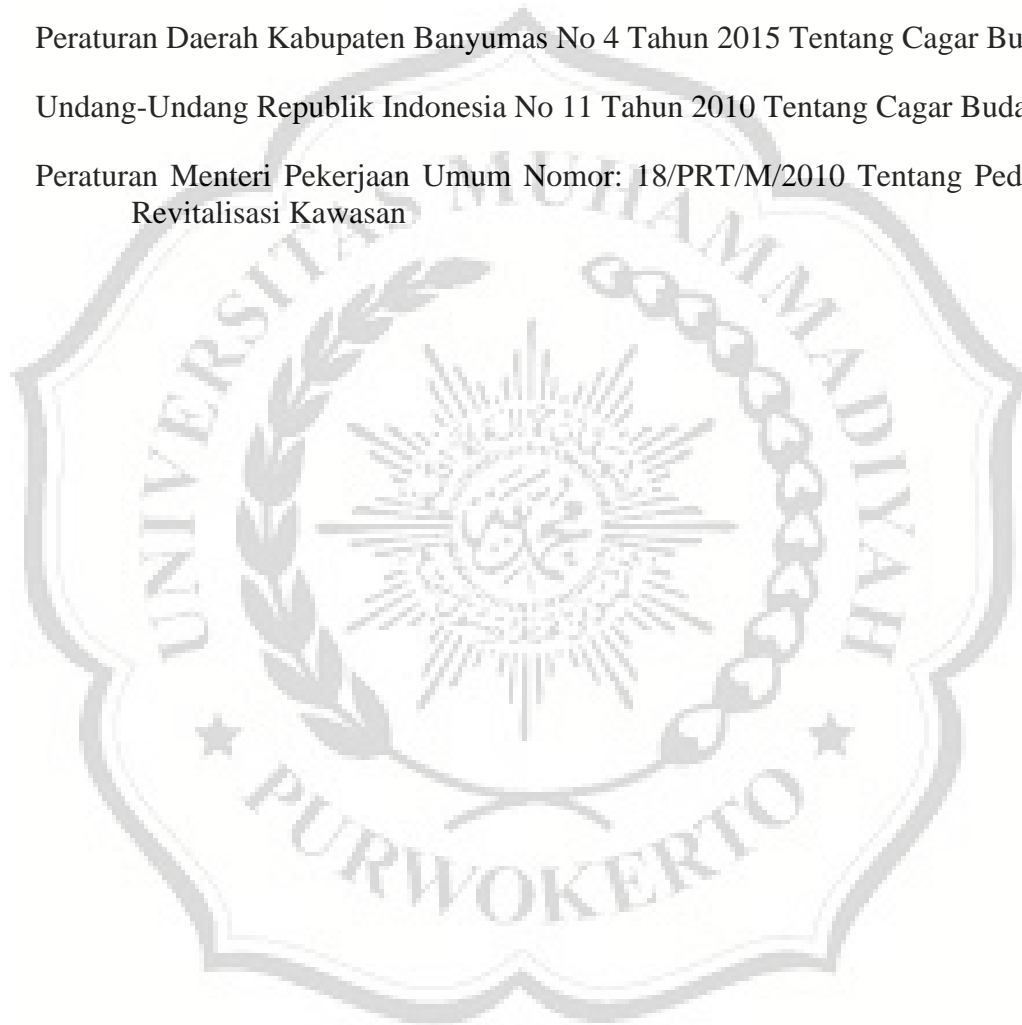 Peraturan Daerah Kabupaten Banyumas No 4 Tahun 2015 Tentang Cagar Bu
Undang-Undang Republik Indonesia No 11 Tahun 2010 Tentang Cagar Buda
Peraturan Menteri Pekerjaan Umum Nomor: 18/PRT/M/2010 Tentang Ped
Revitalisasi Kawasan
UNIVERSITAS MUHAMMADIYAH
PURWOKERTO